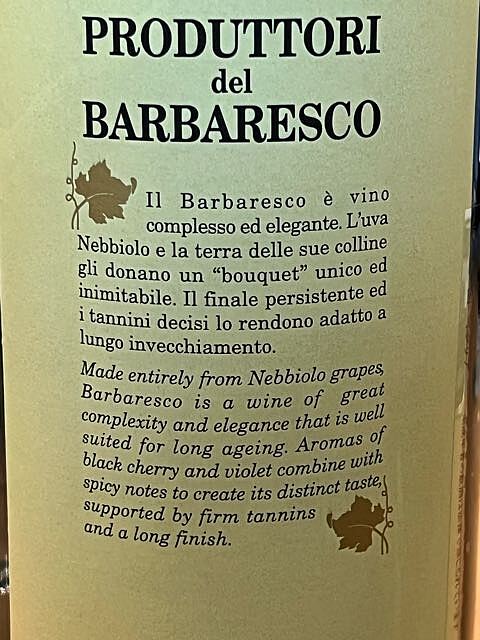 PRODUTTORI
del
BARBARESCO
Il Barbaresco è vino
complesso ed elegante. L'uva
Nebbiolo e la terra delle sue colline
gli donano un “bouquet” unico ed
inimitabile. Il finale persistente ed
i tannini decisi lo rendono adatto a
lungo invecchiamento.
Made entirely from Nebbiolo grapes,
Barbaresco is a wine of great
complexity and elegance that is well
suited for long ageing. Aromas of
black cherry and violet combine with
spicy notes to create its distinct taste,
supported by firm tannins
and a long finish.